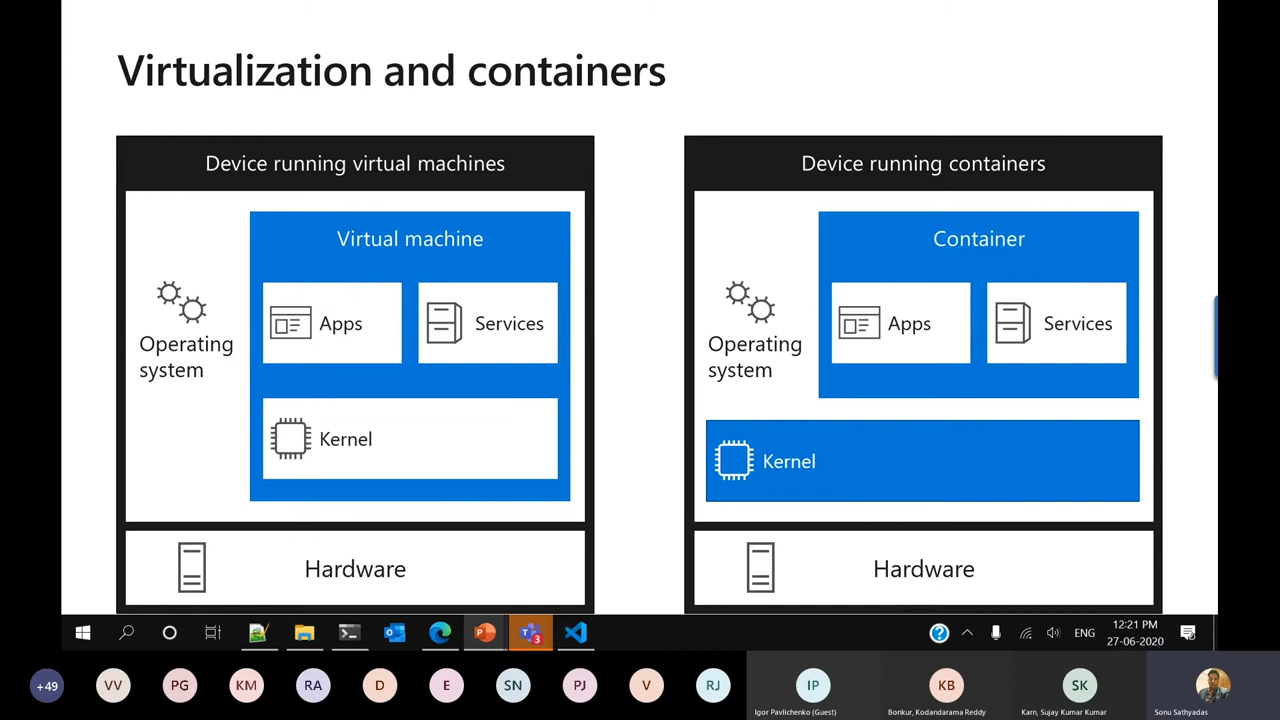 Virtualization and containers
Device running virtual machines
Virtual machine
Apps
Services
Operating
system
Kernel
Hardware
Device running containers
Container
Apps
Services
Operating
system
Kernel
Hardware
3
?
ENG
12:21 PM
27-06-2020
+49
VV
PG
KM
RA
D
E
SN
PJ
V
RJ
IP
Igor Pavlichenko (Guest)
KB
Bonkur, Kodandarama Reddy
SK
Karn, Sujay Kumar Kumar
Sonu Sathyadas